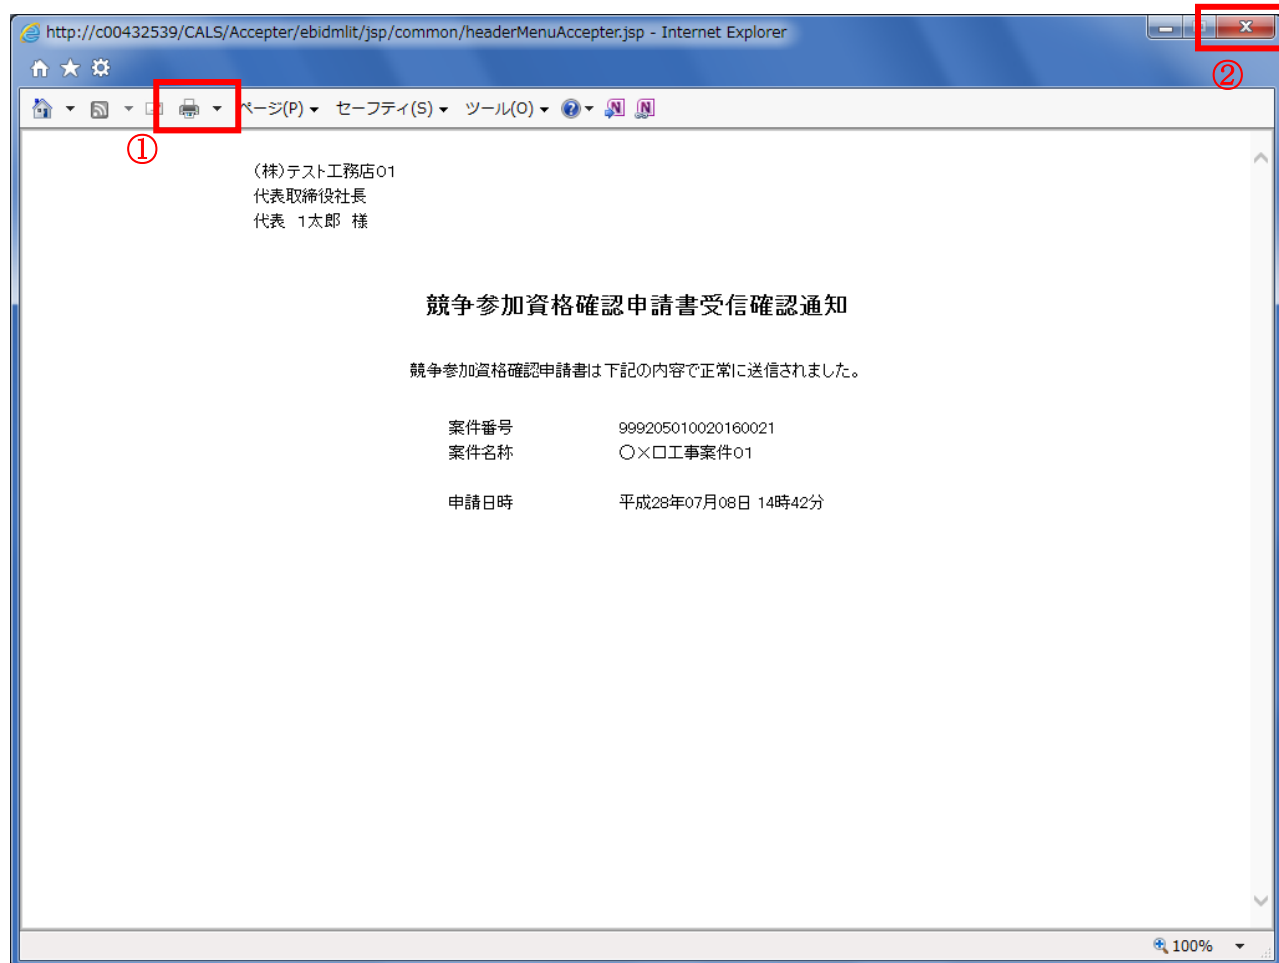 http://c00432539/CALS/Accepter/ebidmlit/jsp/common/headerMenuAccepter.jsp - Internet Explorer
②
ページ(P) セーフティ(S) ツール(O)
①
(株)テスト工務店01
代表取締役社長
代表 1太郎 様
競争参加資格確認申請書受信確認通知
競争参加資格確認申請書は下記の内容で正常に送信されました。
案件番号 999205010020160021
案件名称 〇×口工事案件01
申請日時 平成28年07月08日 14時42分
100%